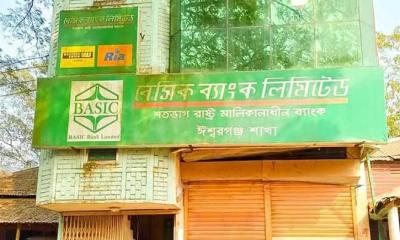 বেসিক ব্যাংক লিমিটেড
Ria
বেসিক ব্যাংক লিমিটেড
BASIC
BASIC Bank Limited
শতভাগ রাষ্ট্র মালিকানাধীন ব্যাংক
ঈশ্বরগঞ্জ শাখা